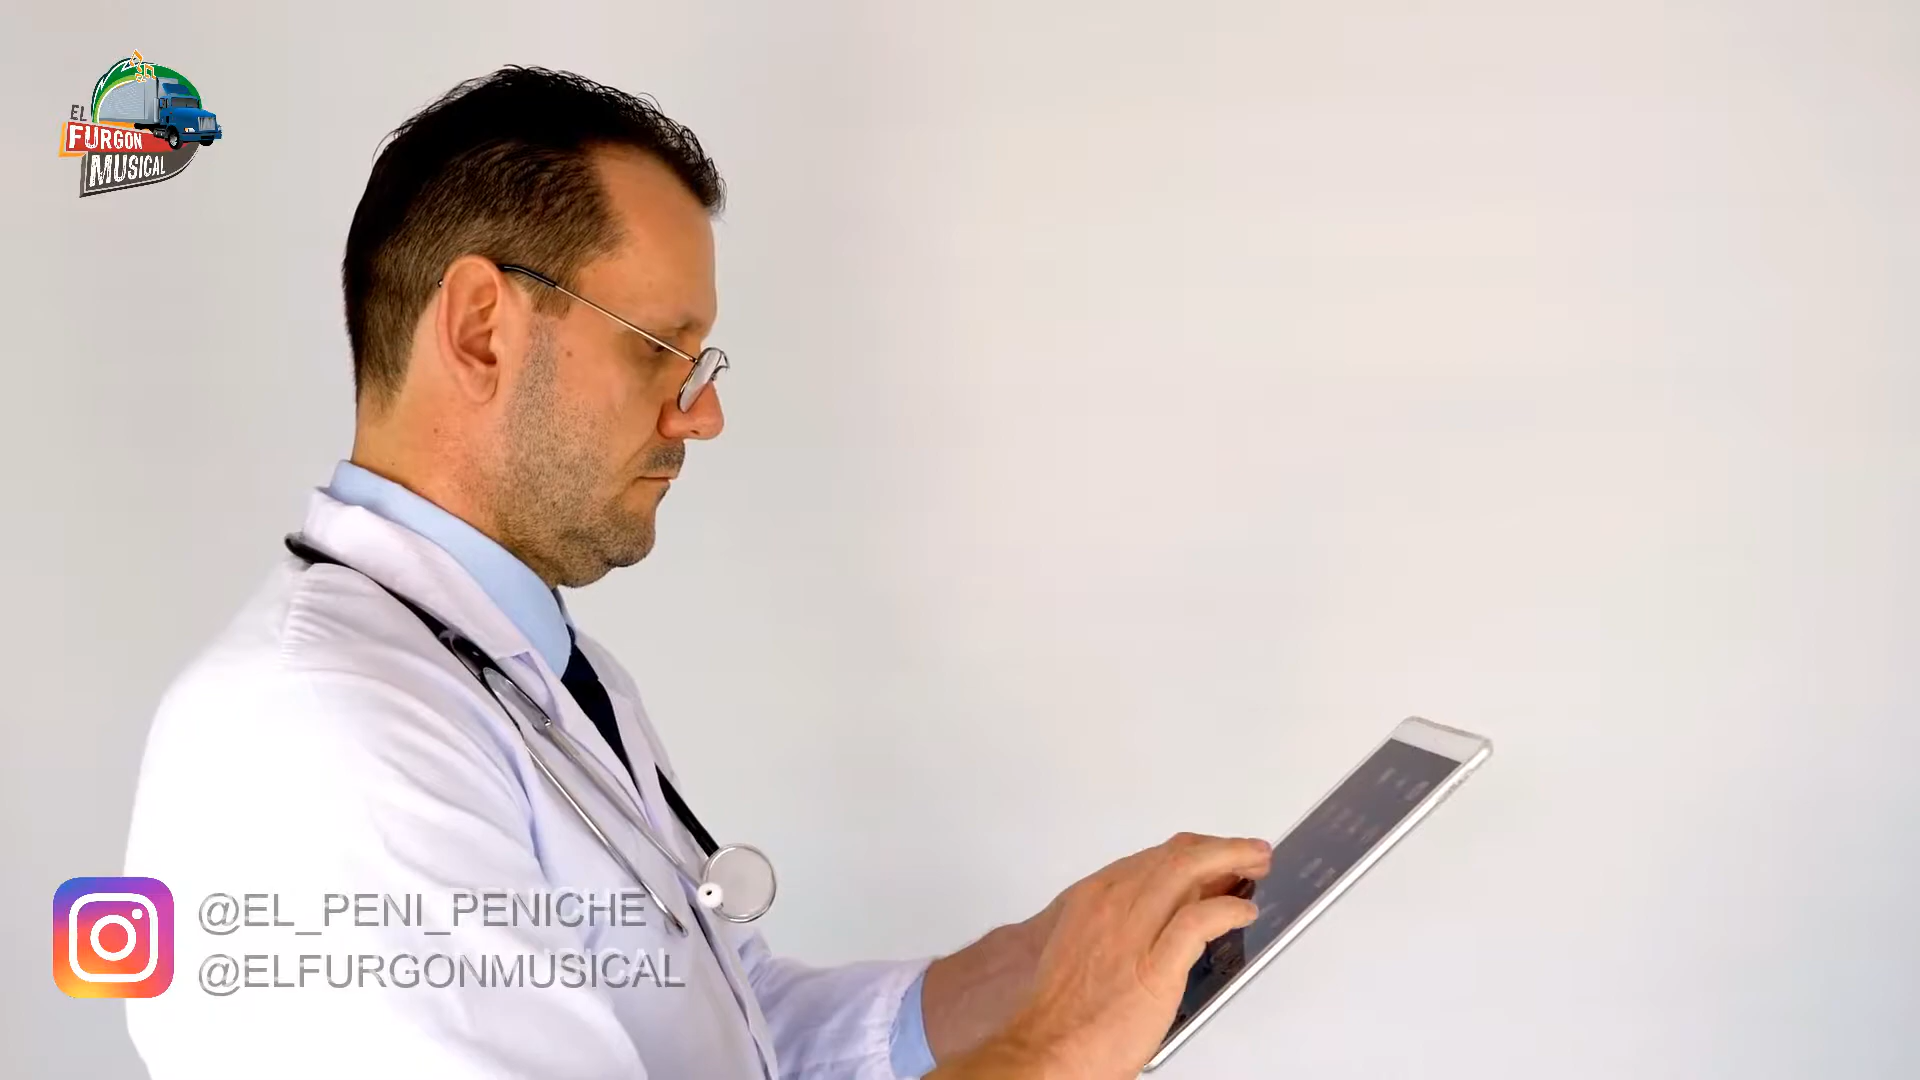 EL
FURGON
MUSICAL
@EL_PENI_PENICHE
@ELFURGONMUSICAL